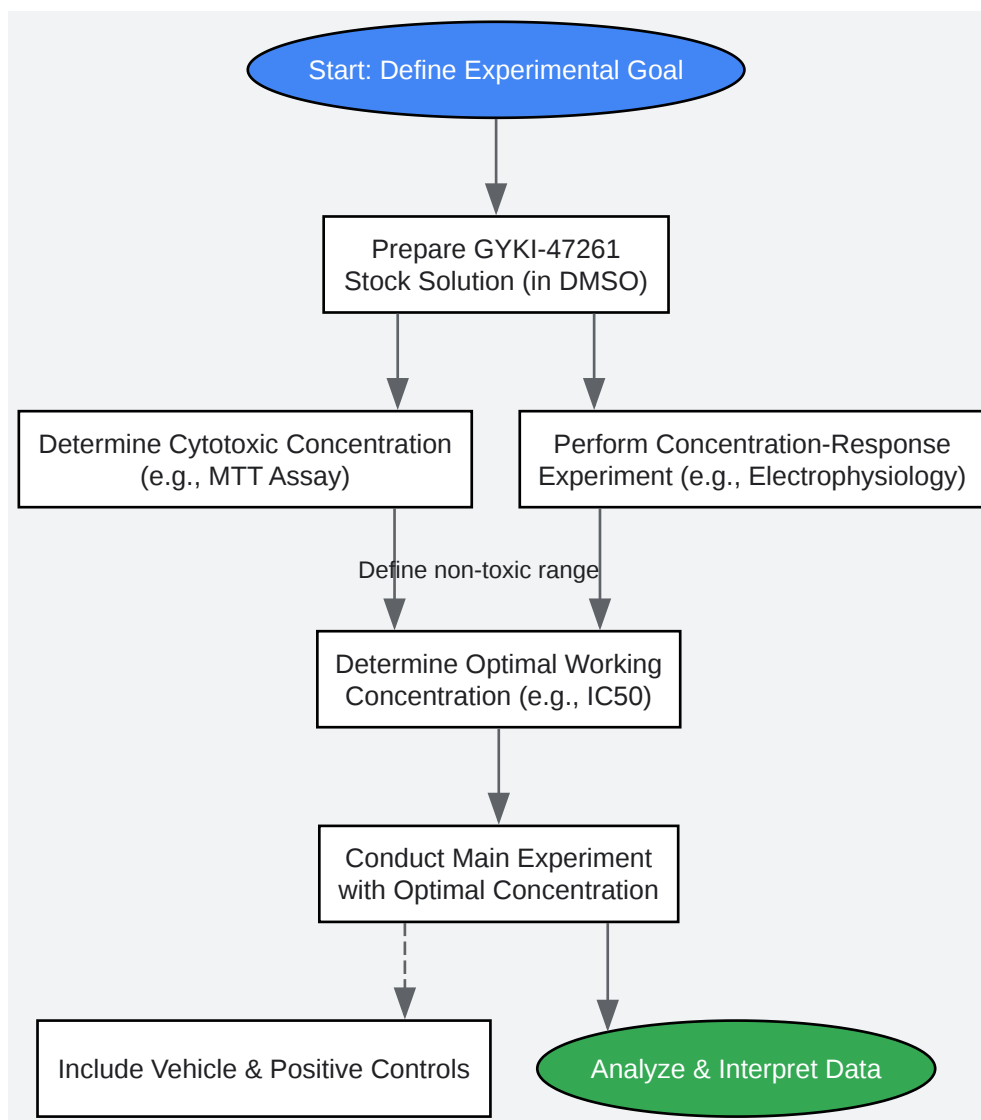 Start: Define Experimental Goal
Prepare GYKI-47261
Stock Solution (in DMSO)
Determine Cytotoxic Concentration
(e.g., MTT Assay)
Perform Concentration-Response
Experiment (e.g., Electrophysiology)
Define non-toxic range
Determine Optimal Working
Concentration (e.g., IC50)
Conduct Main Experiment
with Optimal Concentration
Include Vehicle & Positive Controls
Analyze & Interpret Data